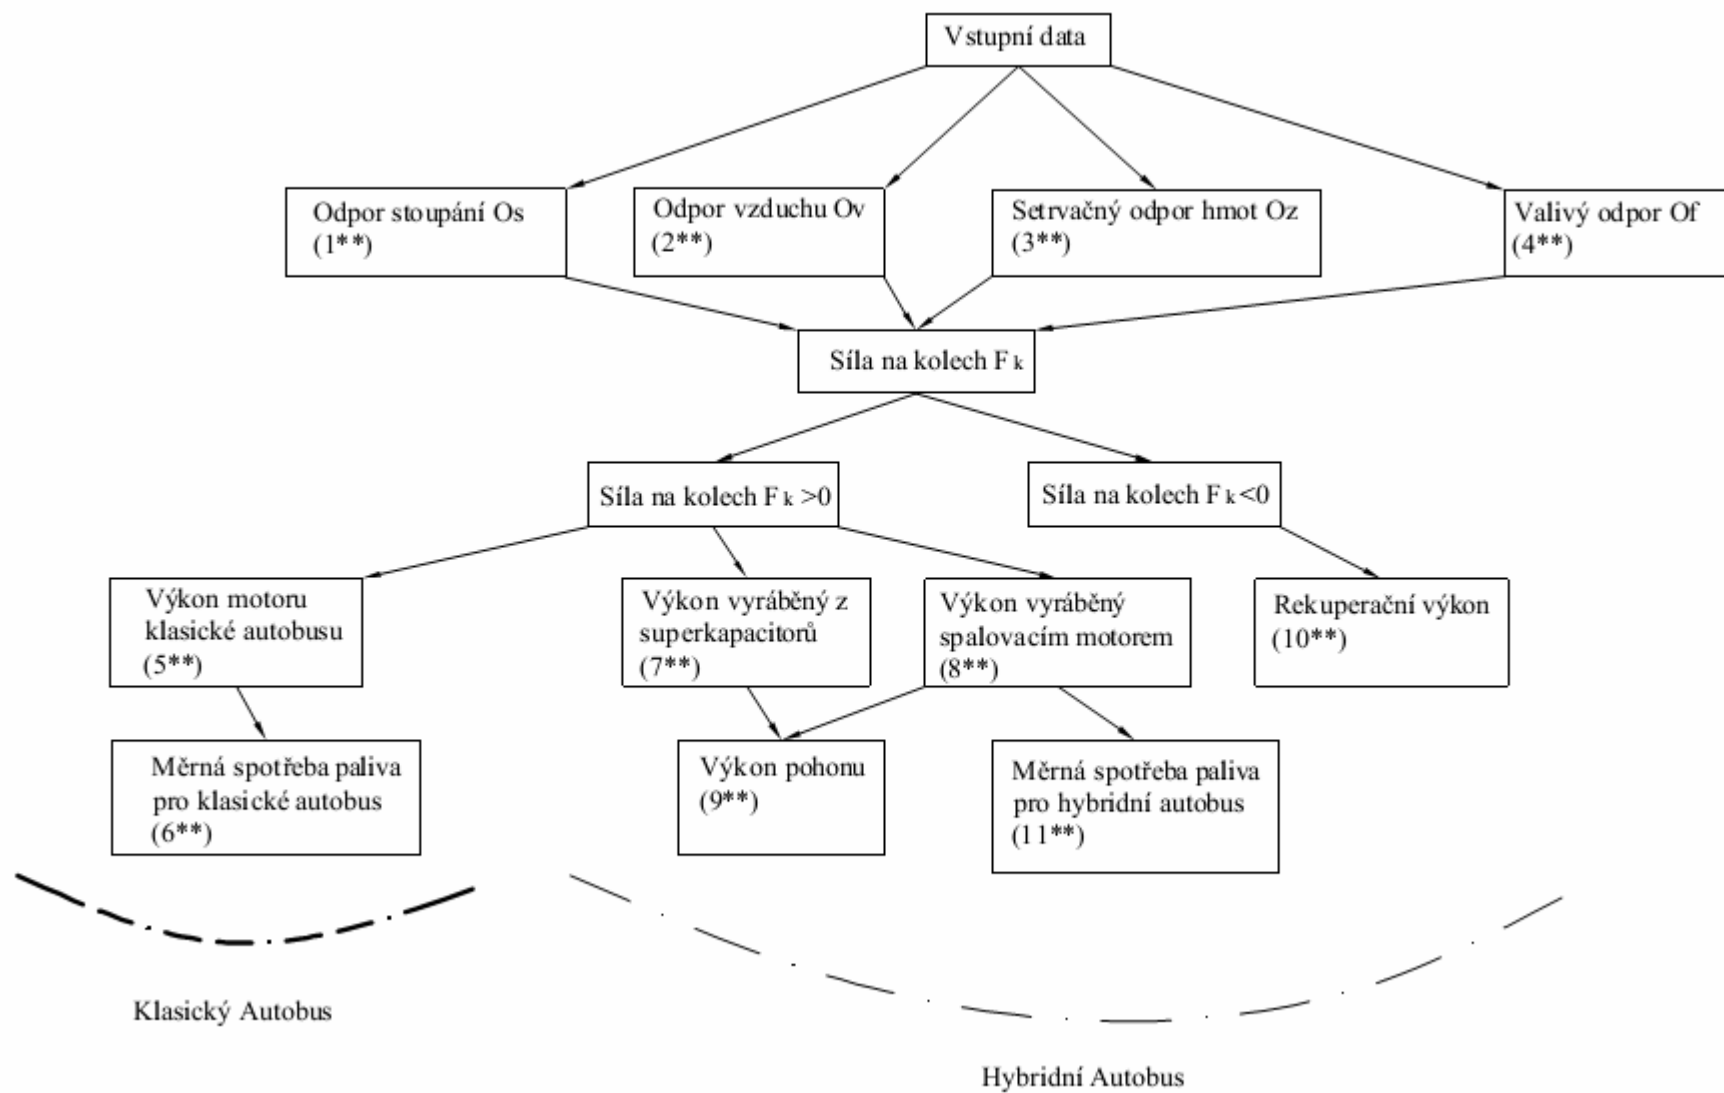 Vstupní data
Odpor stoupání Os
(1**)
Odpor vzduchu Ov
(2**)
Setrvačný odpor hmot Oz
(3**)
Valivý odpor Of
(4**)
Síla na kolech F k
Síla na kolech F k >0
Síla na kolech F k <0
Výkon motoru
klasické autobusu
(5**)
Výkon vyráběný z
superkapacitorů
(7**)
Výkon vyráběný
spalovacím motorem
(8**)
Rekuperační výkon
(10**)
Měrná spotřeba paliva
pro klasické autobus
(6**)
Výkon pohonu
(9**)
Měrná spotřeba paliva
pro hybridní autobus
(11**)
Klasický Autobus
Hybridní Autobus